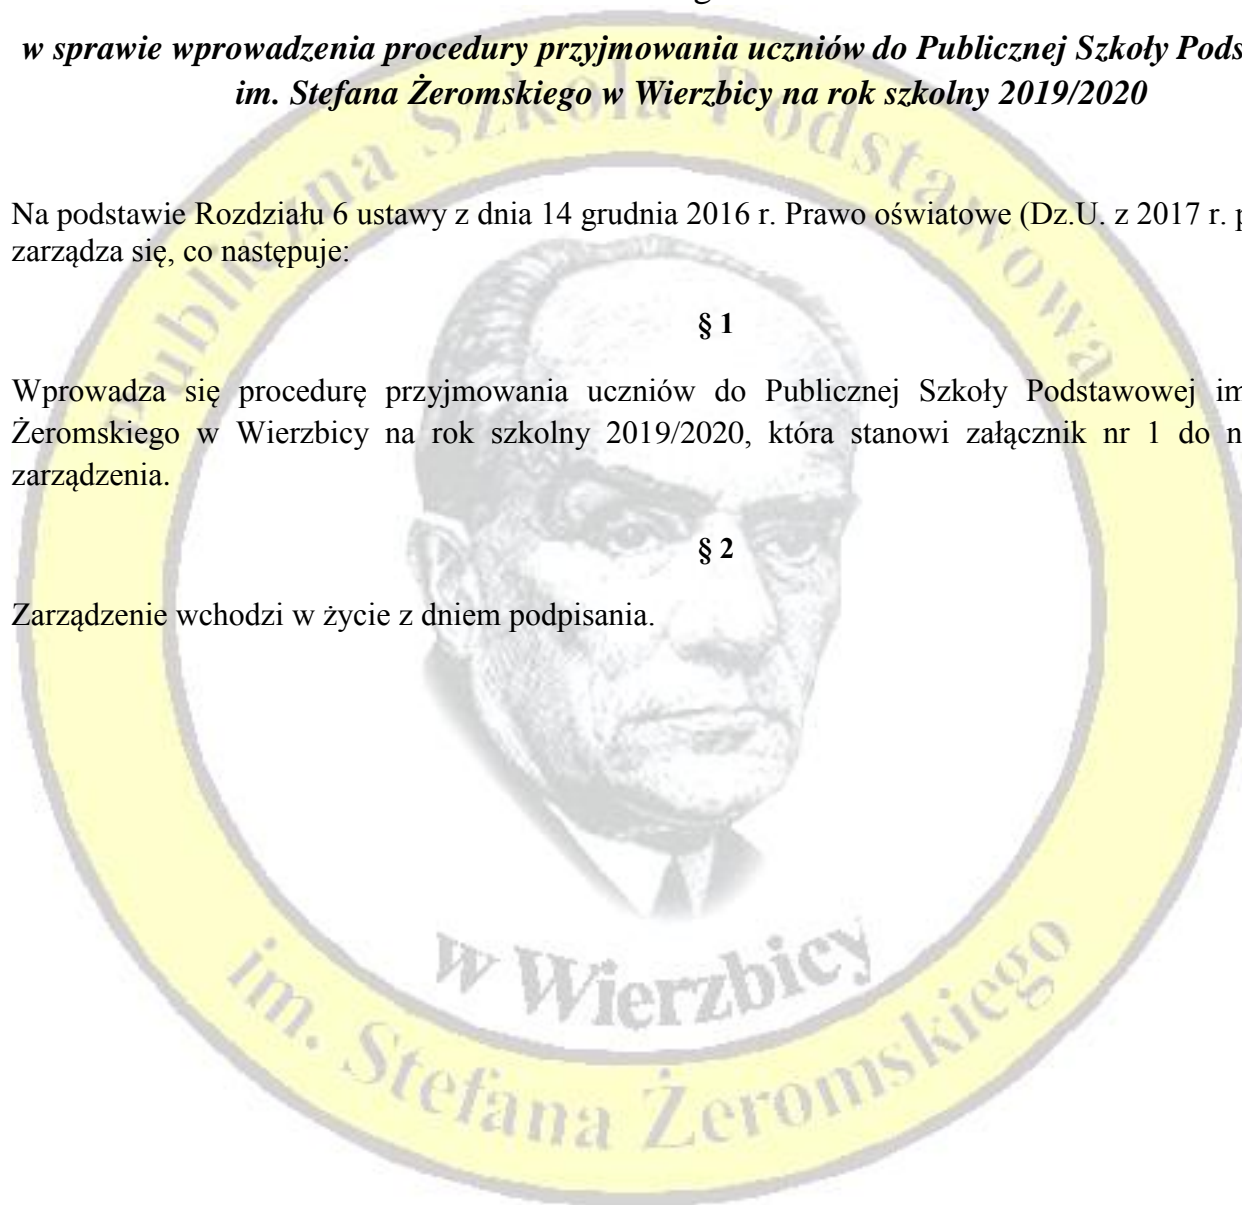 w sprawie wprowadzenia procedury przyjmowania uczniów do Publicznej Szkoły Pods
im. Stefana Żeromskiego w Wierzbicy na rok szkolny 2019/2020
Na podstawie Rozdziału 6 ustawy z dnia 14 grudnia 2016 r. Prawo oświatowe (Dz.U. z 2017 r. p
zarządza się, co następuje:
§ 1
Wprowadza się procedurę przyjmowania uczniów do Publicznej Szkoły Podstawowej im
Żeromskiego w Wierzbicy na rok szkolny 2019/2020, która stanowi załącznik nr 1 do n
zarządzenia.
§ 2
Zarządzenie wchodzi w życie z dniem podpisania.
Publiczna Szkoła Podstawowa
w Wierzbicy
im. Stefana Żeromskiego